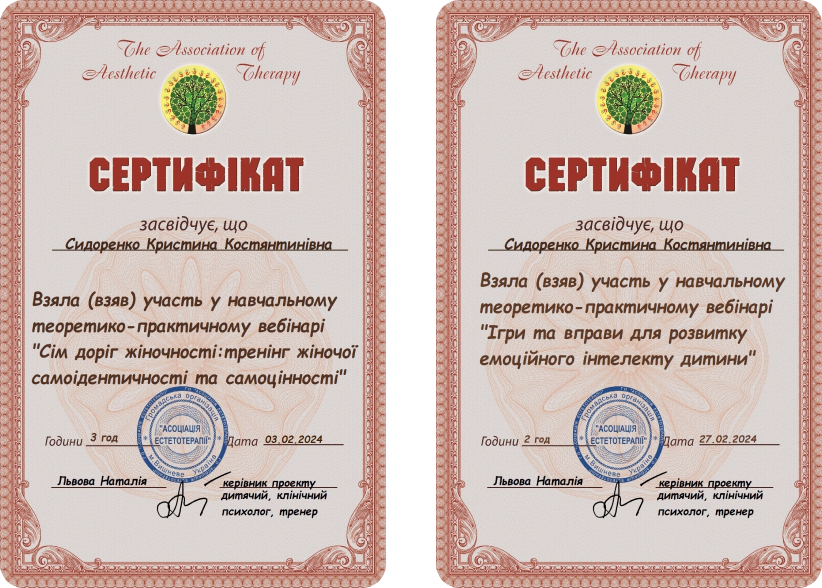 The Association of
Aesthetic Therapy
СЕРТИФІКАТ
засвідчує, що
Сидоренко Кристина Костянтинівна
Взяла (взяв) участь у навчальному
теоретико-практичному вебінарі
"Сім доріг жіночності:тренінг жіночої
самоідентичності та самоцінності"
Громадська організація
"АСОЦІАЦІЯ
ЕСТЕТОТЕРАПІЇ"
м.Вишневе Україна
Години 3 год Дата 03.02.2024
Львова Наталія керівник проекту
дитячий, клінічний
психолог, тренер
The Association of
Aesthetic Therapy
СЕРТИФІКАТ
засвідчує, що
Сидоренко Кристина Костянтинівна
Взяла (взяв) участь у навчальному
теоретико-практичному вебінарі
"Ігри та вправи для розвитку
емоційного інтелекту дитини"
Громадська організація
"АСОЦІАЦІЯ
ЕСТЕТОТЕРАПІЇ"
м.Вишневе Україна
Години 2 год Дата 27.02.2024
Львова Наталія керівник проекту
дитячий, клінічний
психолог, тренер